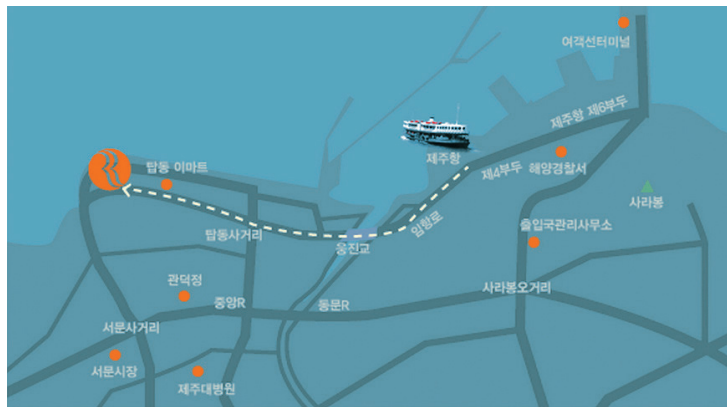 여객선터미널
제주항 제6부두
제주항
해양경찰서
제4부두
탑동 이마트
사라봉
임항로
출입국관리사무소
탑동사거리
웅진교
관덕정
사라봉오거리
중앙R
동문R
서문사거리
서문시장
제주대병원